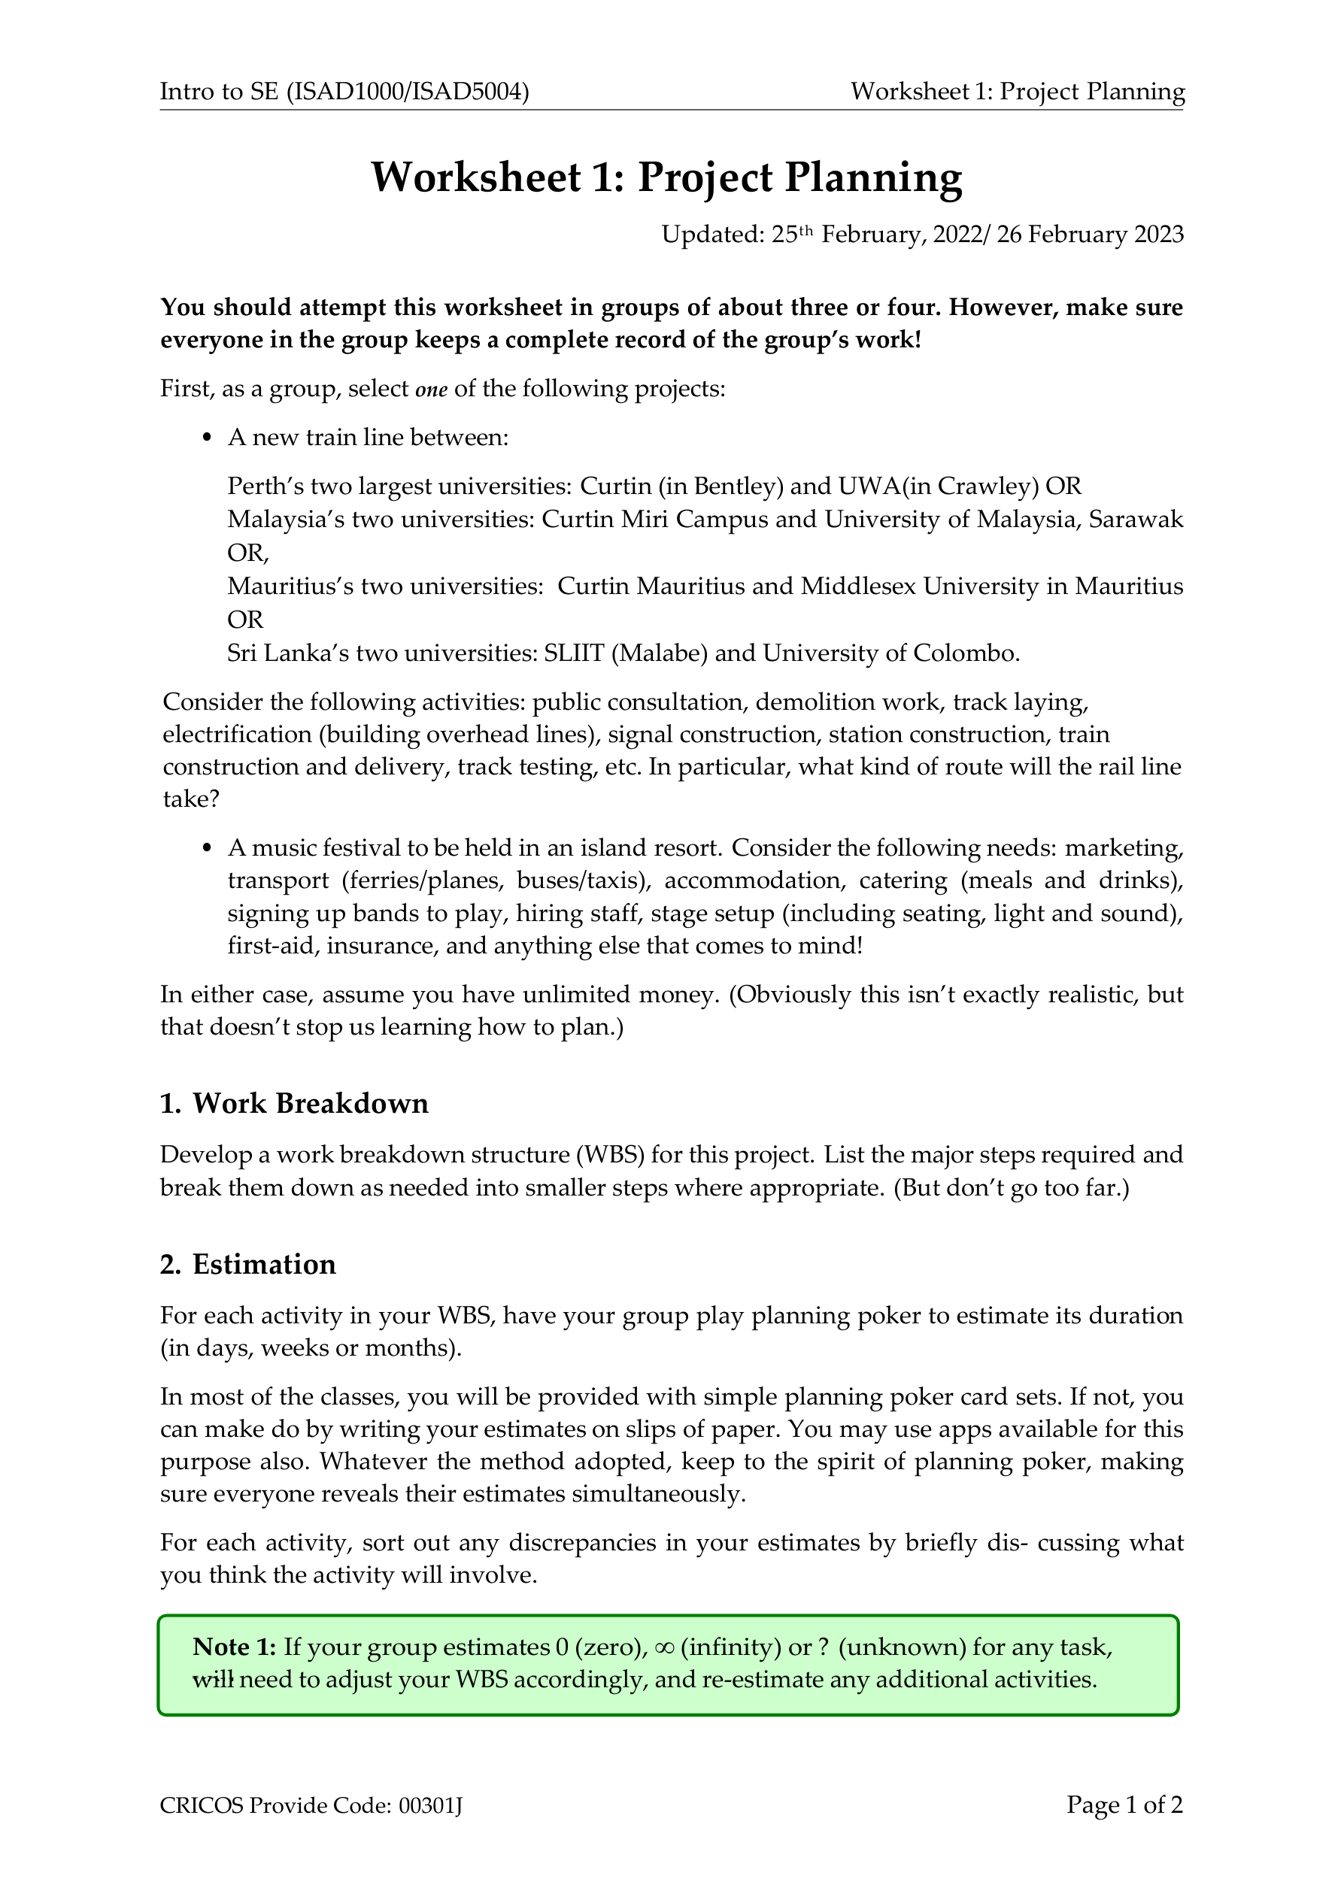 Intro to SE (ISAD1000/ISAD5004) Worksheet 1: Project Planning
Worksheet 1: Project Planning
Updated: 25th February, 2022/ 26 February 2023
You should attempt this worksheet in groups of about three or four. However, make sure
everyone in the group keeps a complete record of the group's work!
First, as a group, select one of the following projects:
• A new train line between:
Perth's two largest universities: Curtin (in Bentley) and UWA(in Crawley) OR
Malaysia's two universities: Curtin Miri Campus and University of Malaysia, Sarawak
OR,
Mauritius's two universities: Curtin Mauritius and Middlesex University in Mauritius
OR
Sri Lanka's two universities: SLIIT (Malabe) and University of Colombo.
Consider the following activities: public consultation, demolition work, track laying,
electrification (building overhead lines), signal construction, station construction, train
construction and delivery, track testing, etc. In particular, what kind of route will the rail line
take?
• A music festival to be held in an island resort. Consider the following needs: marketing,
transport (ferries/planes, buses/taxis), accommodation, catering (meals and drinks),
signing up bands to play, hiring staff, stage setup (including seating, light and sound),
first-aid, insurance, and anything else that comes to mind!
In either case, assume you have unlimited money. (Obviously this isn't exactly realistic, but
that doesn't stop us learning how to plan.)
1. Work Breakdown
Develop a work breakdown structure (WBS) for this project. List the major steps required and
break them down as needed into smaller steps where appropriate. (But don't go too far.)
2. Estimation
For each activity in your WBS, have your group play planning poker to estimate its duration
(in days, weeks or months).
In most of the classes, you will be provided with simple planning poker card sets. If not, you
can make do by writing your estimates on slips of paper. You may use apps available for this
purpose also. Whatever the method adopted, keep to the spirit of planning poker, making
sure everyone reveals their estimates simultaneously.
For each activity, sort out any discrepancies in your estimates by briefly dis- cussing what
you think the activity will involve.
Note 1: If your group estimates 0 (zero), ∞ (infinity) or ? (unknown) for any task,
will need to adjust your WBS accordingly, and re-estimate any additional activities.
CRICOS Provide Code: 00301J Page 1 of 2